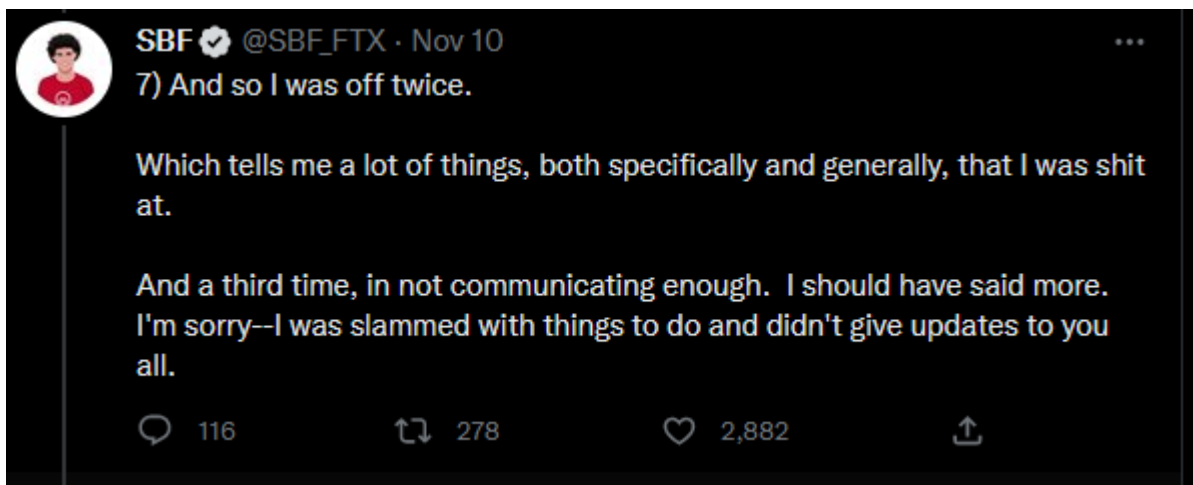 SBF @SBF_FTX · Nov 10
7) And so I was off twice.
Which tells me a lot of things, both specifically and generally, that I was shit
at.
And a third time, in not communicating enough.  I should have said more.
I'm sorry--I was slammed with things to do and didn't give updates to you
all.
116 278 2,882